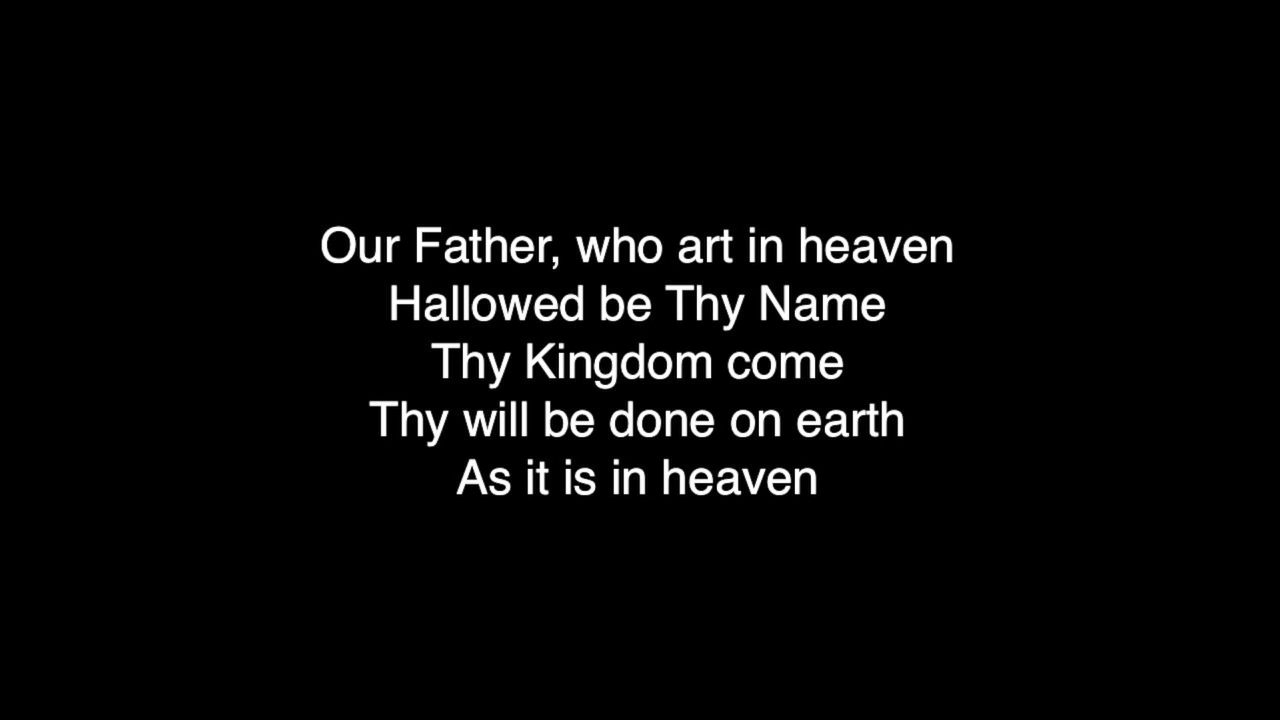 Our Father, who art in heaven
Hallowed be Thy Name
Thy Kingdom come
Thy will be done on earth
As it is in heaven